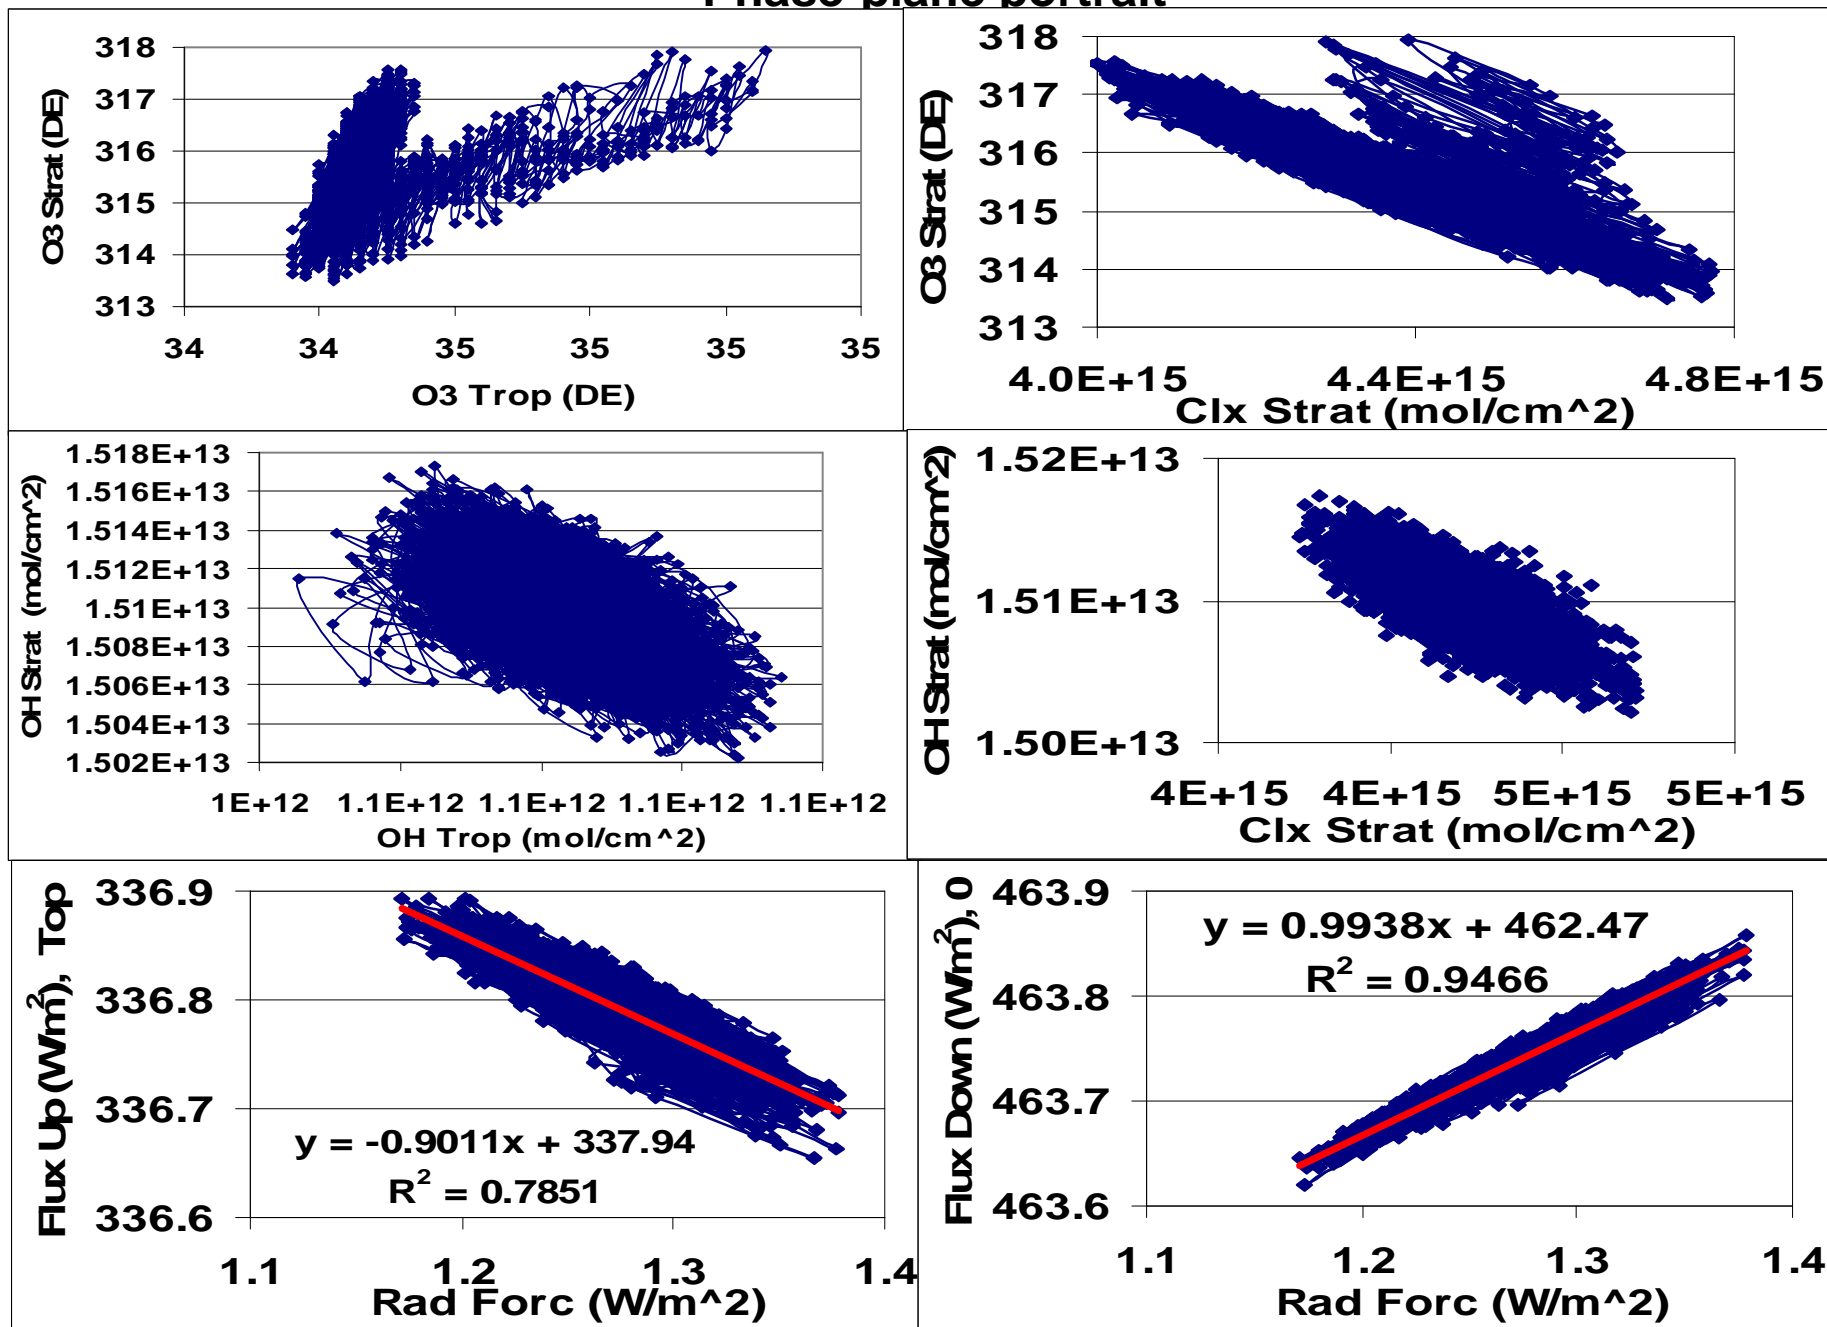 Phase-plane portrait
318
317
316
315
314
313
O3 Strat (DE)
34 34 35 35 35 35
O3 Trop (DE)
318
317
316
315
314
313
O3 Strat (DE)
4.0E+15 4.4E+15 4.8E+15
Clx Strat (mol/cm^2)
1.518E+13
1.516E+13
1.514E+13
1.512E+13
1.51E+13
1.508E+13
1.506E+13
1.504E+13
1.502E+13
OH Strat (mol/cm^2)
1E+12 1.1E+12 1.1E+12 1.1E+12 1.1E+12
OH Trop (mol/cm^2)
1.52E+13
1.51E+13
1.50E+13
OH Strat (mol/cm^2)
4E+15 4E+15 5E+15 5E+15
Clx Strat (mol/cm^2)
336.9
336.8
336.7
336.6
Flux Up (W/m²), Top
y = -0.9011x + 337.94
R² = 0.7851
1.1 1.2 1.3 1.4
Rad Forc (W/m^2)
463.9
463.8
463.7
463.6
Flux Down (W/m²), 0
y = 0.9938x + 462.47
R² = 0.9466
1.1 1.2 1.3 1.4
Rad Forc (W/m^2)